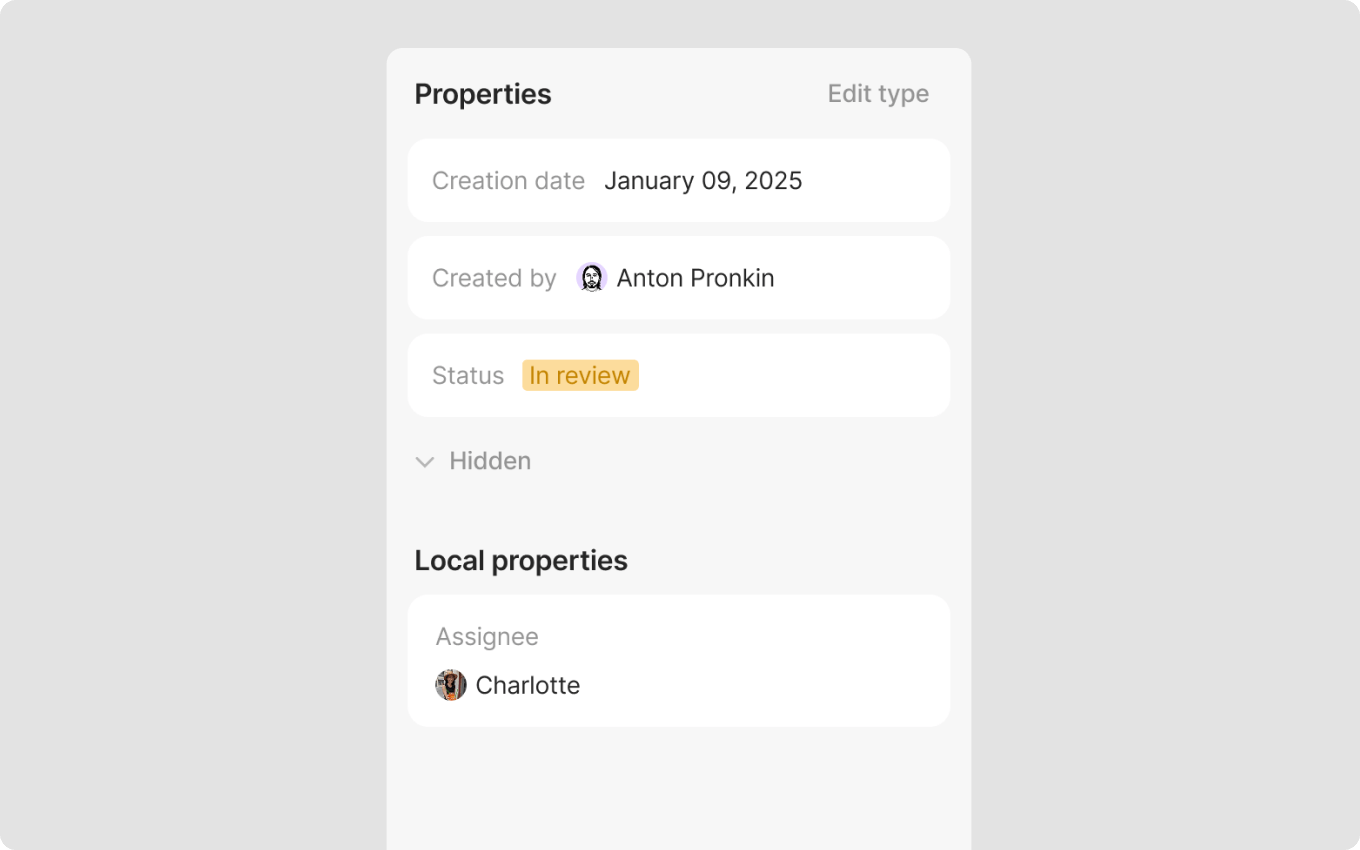 Properties
Edit type
Creation date January 09, 2025
Created by Anton Pronkin
Status In review
Hidden
Local properties
Assignee
Charlotte